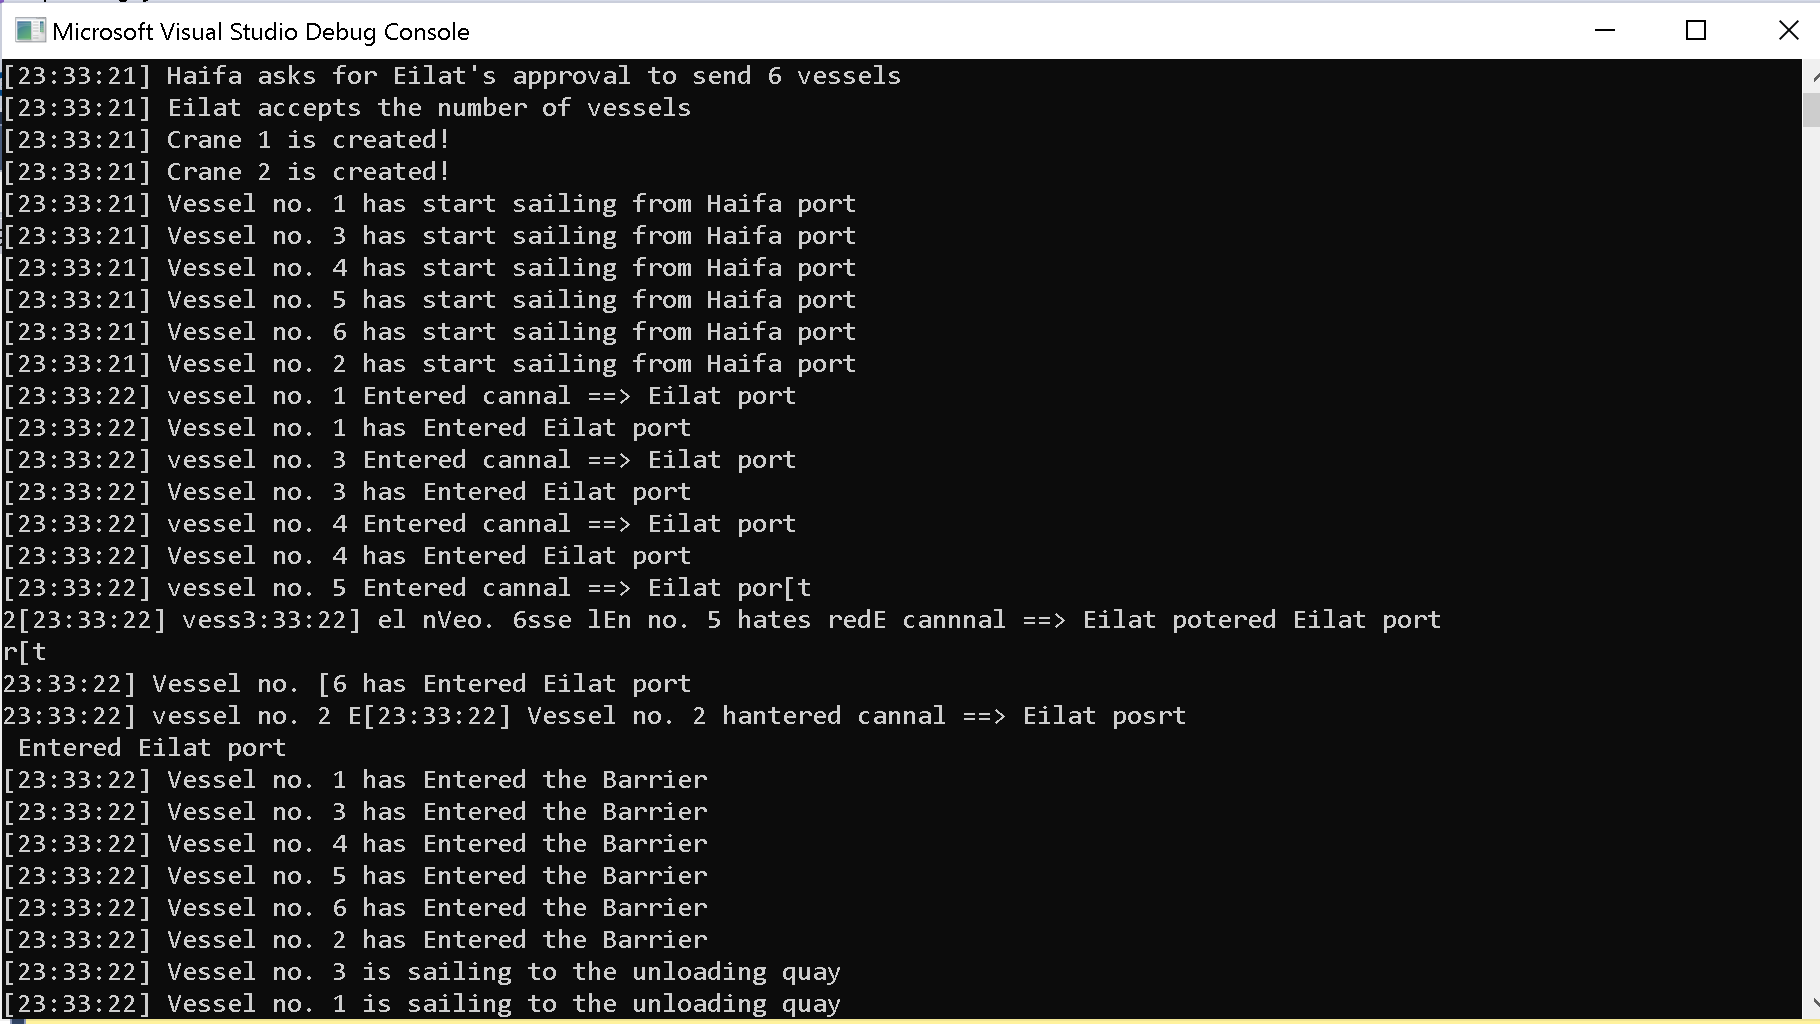 Microsoft Visual Studio Debug Console
[23:33:21] Haifa asks for Eilat's approval to send 6 vessels
[23:33:21] Eilat accepts the number of vessels
[23:33:21] Crane 1 is created!
[23:33:21] Crane 2 is created!
[23:33:21] Vessel no. 1 has start sailing from Haifa port
[23:33:21] Vessel no. 3 has start sailing from Haifa port
[23:33:21] Vessel no. 4 has start sailing from Haifa port
[23:33:21] Vessel no. 5 has start sailing from Haifa port
[23:33:21] Vessel no. 6 has start sailing from Haifa port
[23:33:21] Vessel no. 2 has start sailing from Haifa port
[23:33:22] vessel no. 1 Entered cannal ==> Eilat port
[23:33:22] Vessel no. 1 has Entered Eilat port
[23:33:22] vessel no. 3 Entered cannal ==> Eilat port
[23:33:22] Vessel no. 3 has Entered Eilat port
[23:33:22] vessel no. 4 Entered cannal ==> Eilat port
[23:33:22] Vessel no. 4 has Entered Eilat port
[23:33:22] vessel no. 5 Entered cannal ==> Eilat por[t
2[23:33:22] vess3:33:22] el nVeo. 6sse lEn no. 5 hates redE cannnal ==> Eilat potered Eilat port
r[t
23:33:22] Vessel no. [6 has Entered Eilat port
23:33:22] vessel no. 2 E[23:33:22] Vessel no. 2 hantered cannal ==> Eilat posrt
 Entered Eilat port
[23:33:22] Vessel no. 1 has Entered the Barrier
[23:33:22] Vessel no. 3 has Entered the Barrier
[23:33:22] Vessel no. 4 has Entered the Barrier
[23:33:22] Vessel no. 5 has Entered the Barrier
[23:33:22] Vessel no. 6 has Entered the Barrier
[23:33:22] Vessel no. 2 has Entered the Barrier
[23:33:22] Vessel no. 3 is sailing to the unloading quay
[23:33:22] Vessel no. 1 is sailing to the unloading quay